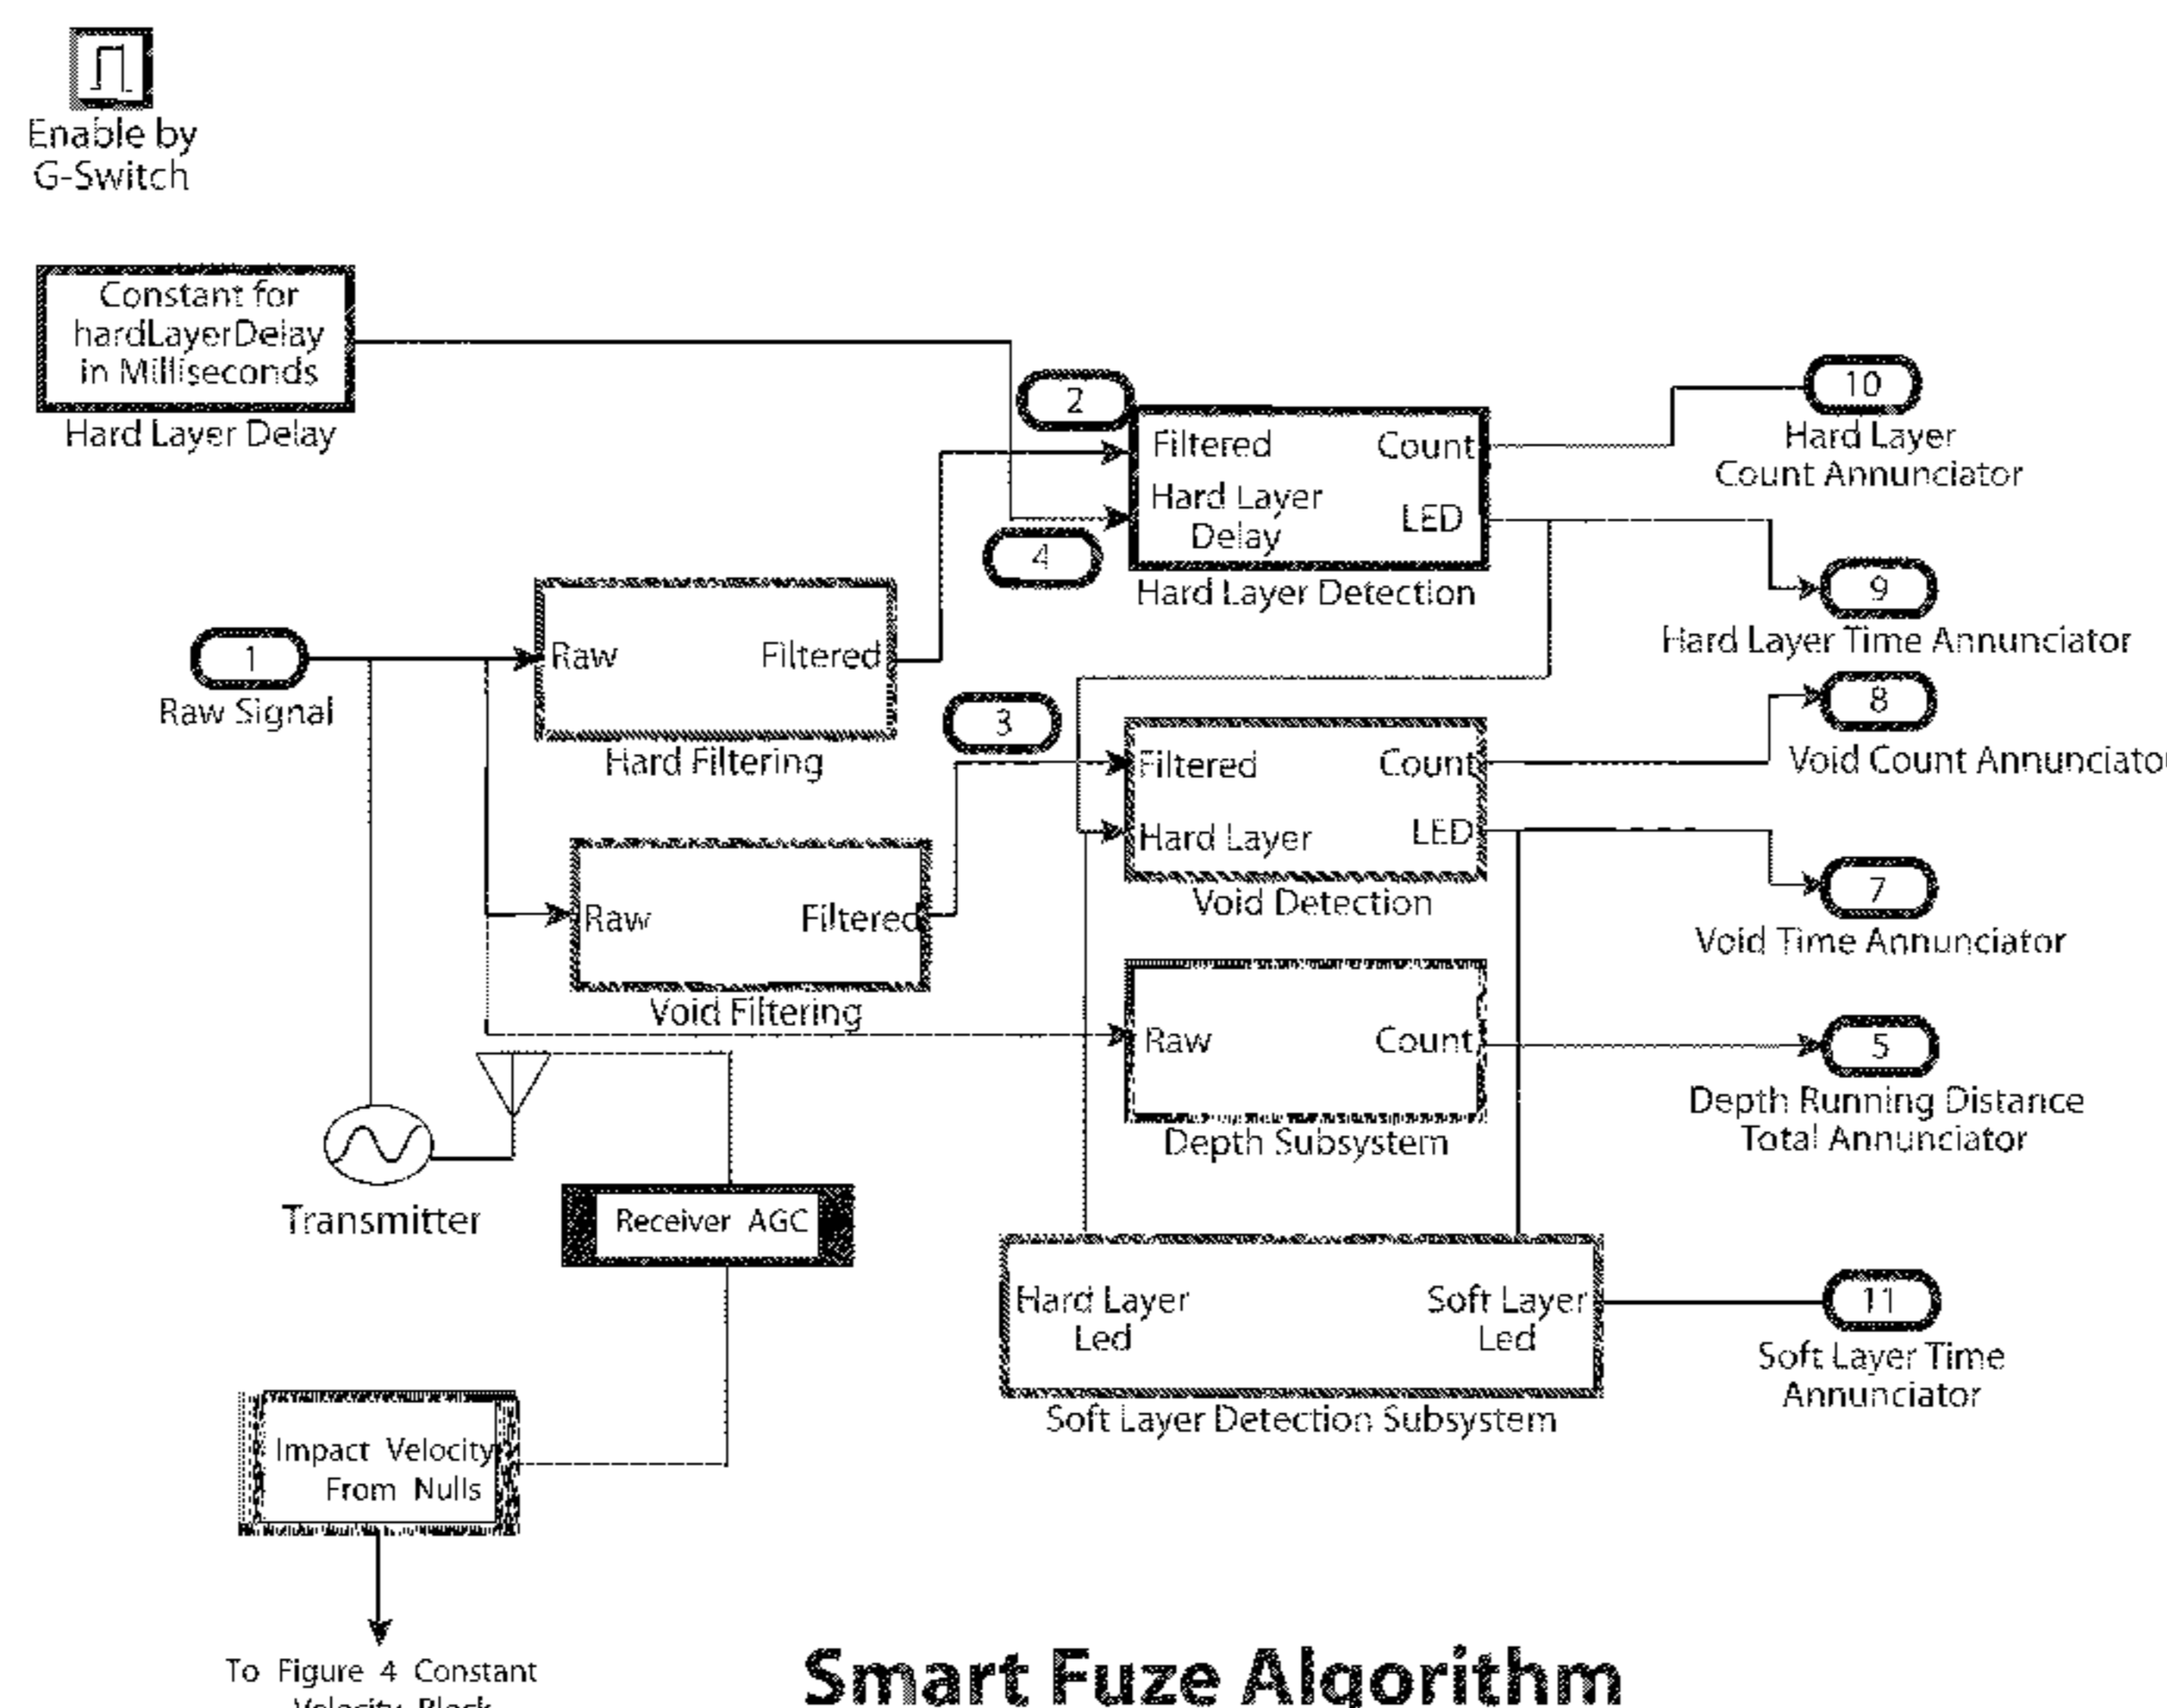 Enable by
G-Switch
Constant for
hardLayerDelay
in Milliseconds
Hard Layer Delay
2
Filtered
Count
Hard Layer
Delay
LED
4
Hard Layer Detection
10
Hard Layer
Count Annunciator
9
Hard Layer Time Annunciator
1
Raw Signal
Raw
Filtered
Hard Filtering
3
Filtered
Count
Hard Layer
LED
Void Detection
8
Void Count Annunciato
7
Void Time Annunciator
Raw
Filtered
Void Filtering
Raw
Count
Depth Subsystem
5
Depth Running Distance
Total Annunciator
Transmitter
Receiver AGC
Hard Layer
Led
Soft Layer
Led
Soft Layer Detection Subsystem
11
Soft Layer Time
Annunciator
Impact Velocity
From Nulls
To Figure 4 Constant
Velocity Block
Smart Fuze Algorithm